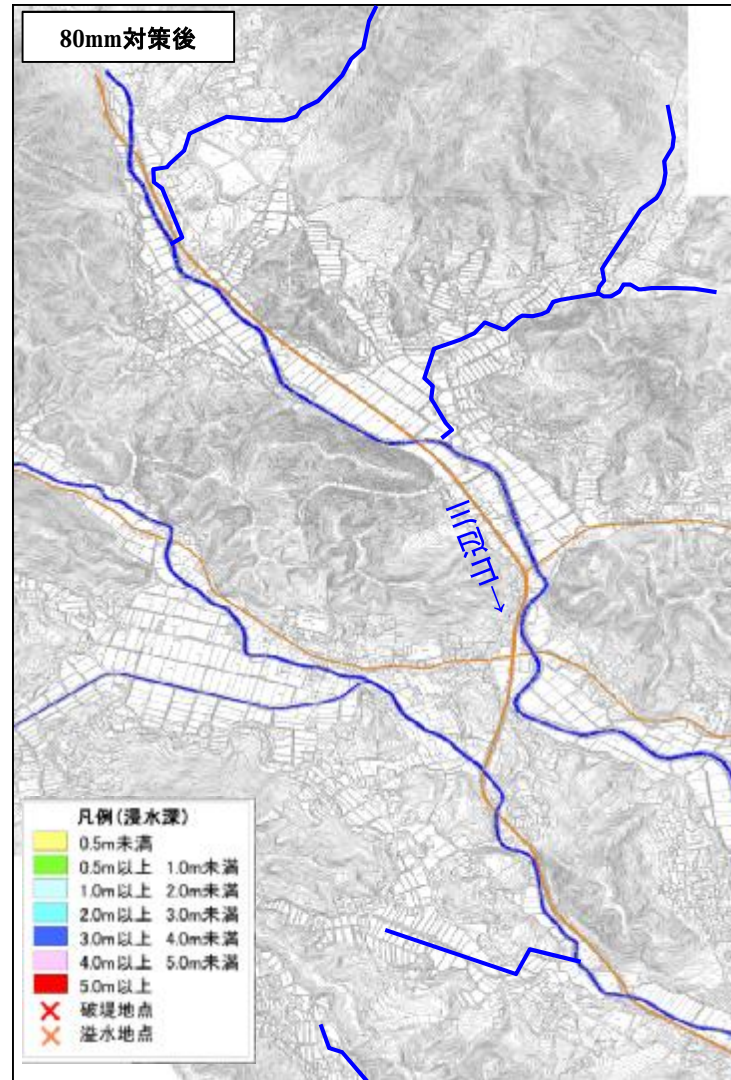 80mm対策後
山辺川
→
凡例(浸水深)
0.5m未満
0.5m以上 1.0m未満
1.0m以上 2.0m未満
2.0m以上 3.0m未満
3.0m以上 4.0m未満
4.0m以上 5.0m未満
5.0m以上
破堤地点
溢水地点